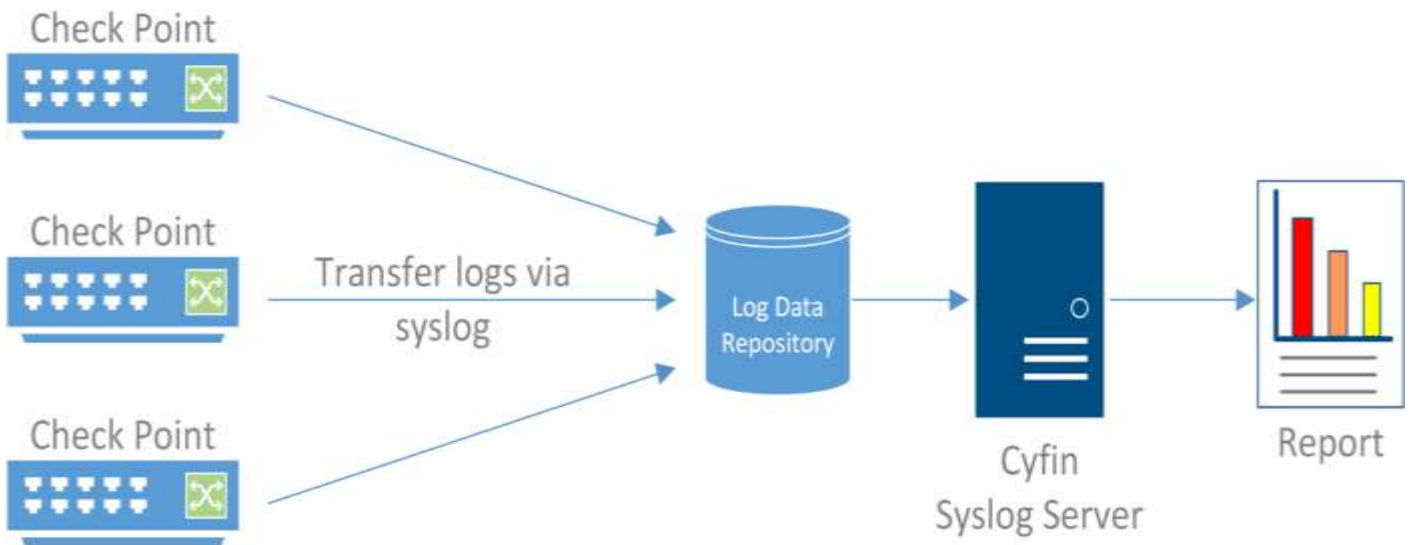 Check Point
Check Point
Transfer logs via
syslog
Check Point
Log Data
Repository
Cyfin
Syslog Server
Report